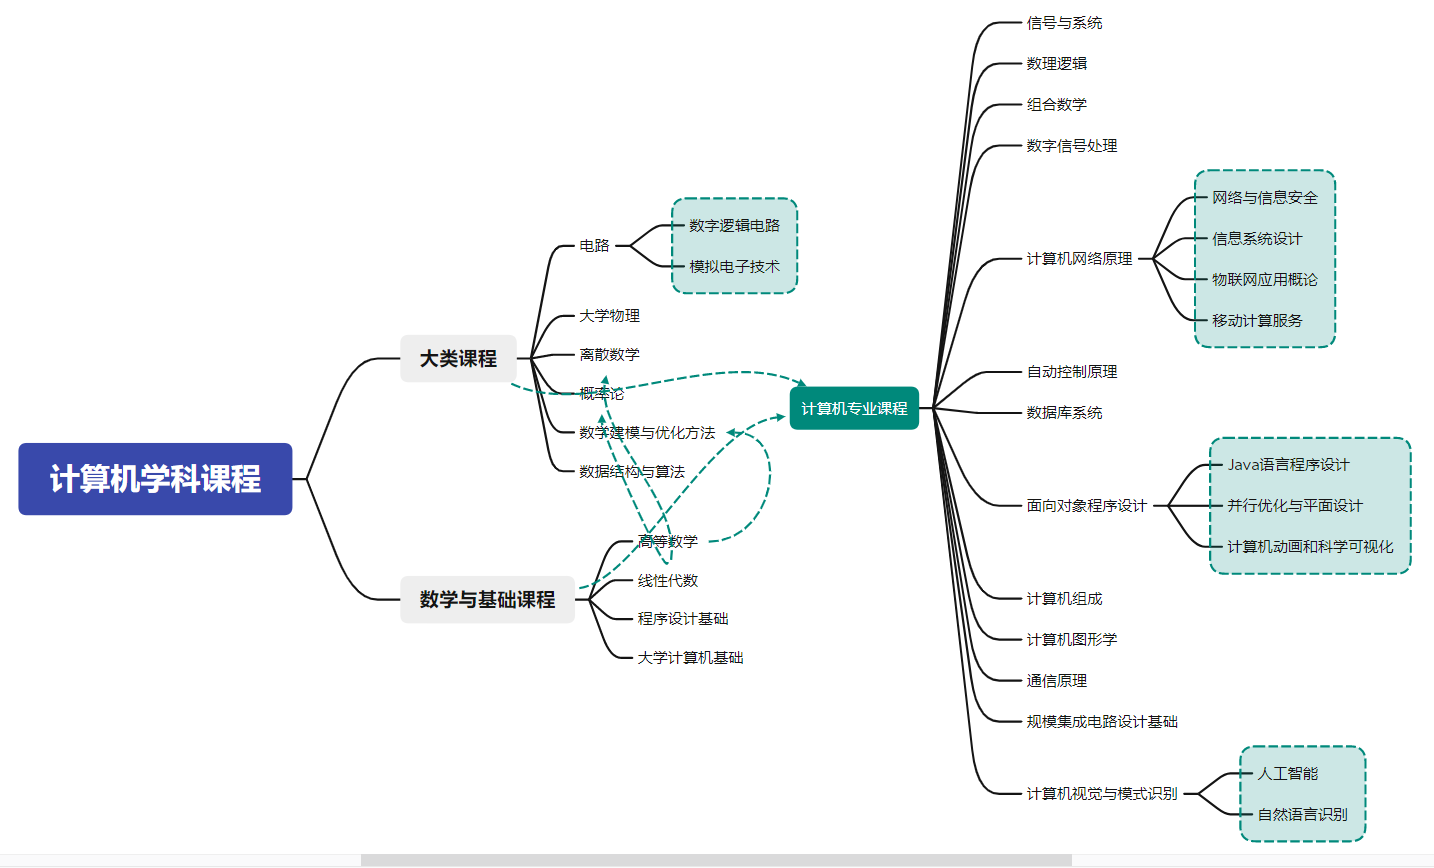 计算机学科课程
大类课程
电路
数字逻辑电路
模拟电子技术
大学物理
离散数学
概率论
数学建模与优化方法
数据结构与算法
数学与基础课程
高等数学
线性代数
程序设计基础
大学计算机基础
计算机专业课程
信号与系统
数理逻辑
组合数学
数字信号处理
计算机网络原理
网络与信息安全
信息系统设计
物联网应用概论
移动计算服务
自动控制原理
数据库系统
面向对象程序设计
Java语言程序设计
并行优化与平面设计
计算机动画和科学可视化
计算机组成
计算机图形学
通信原理
规模集成电路设计基础
计算机视觉与模式识别
人工智能
自然语言识别